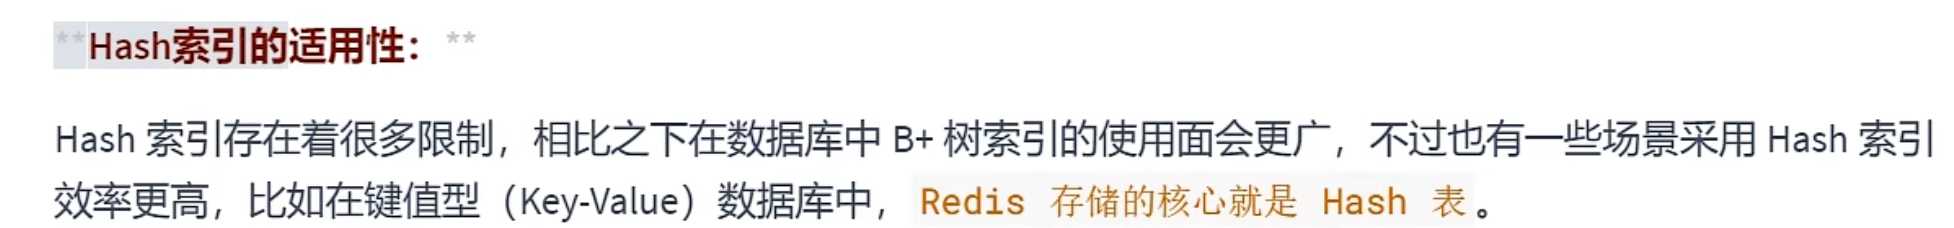 **Hash索引的适用性：**
Hash 索引存在着很多限制，相比之下在数据库中 B+ 树索引的使用面会更广，不过也有一些场景采用 Hash 索引
效率更高，比如在键值型（Key-Value）数据库中，Redis 存储的核心就是 Hash 表。